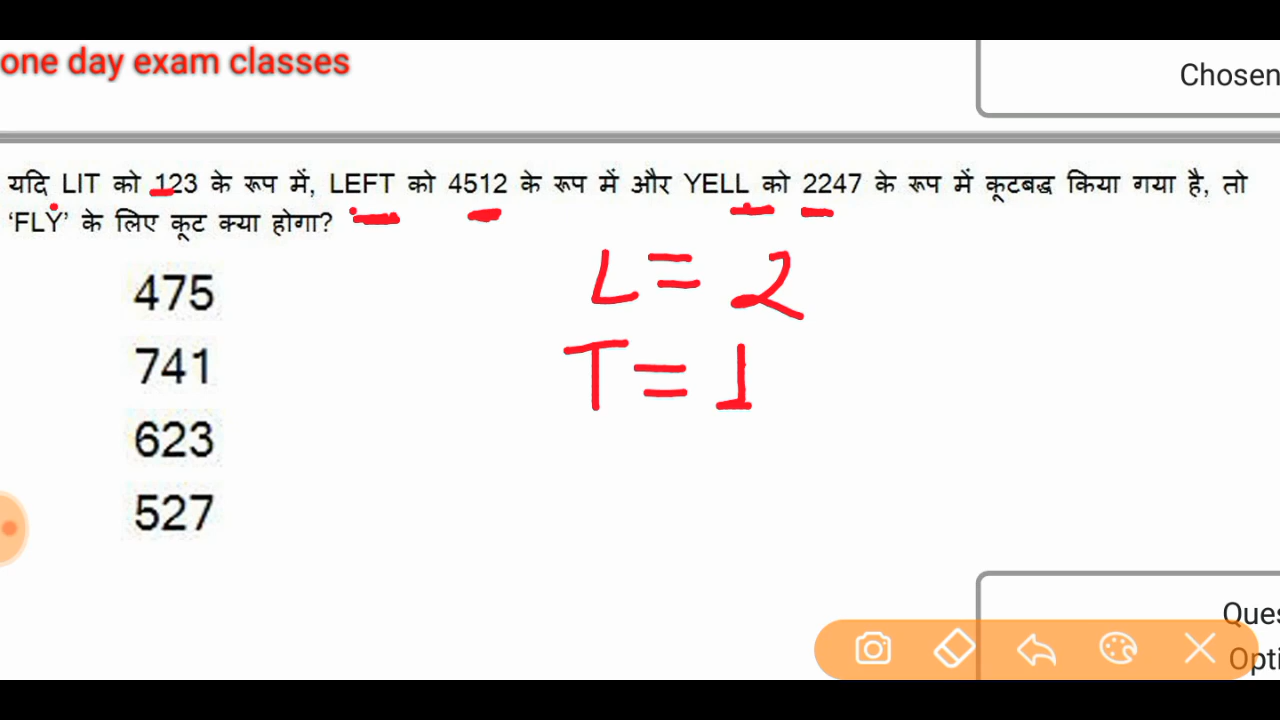 one day exam classes
Chosen
यदि LIT को 123 के रूप में, LEFT को 4512 के रूप में और YELL को 2247 के रूप में कूटबद्ध किया गया है, तो
‘FLY’ के लिए कूट क्या होगा?
L= 2
T= 1
475
741
623
527
Ques
Opti